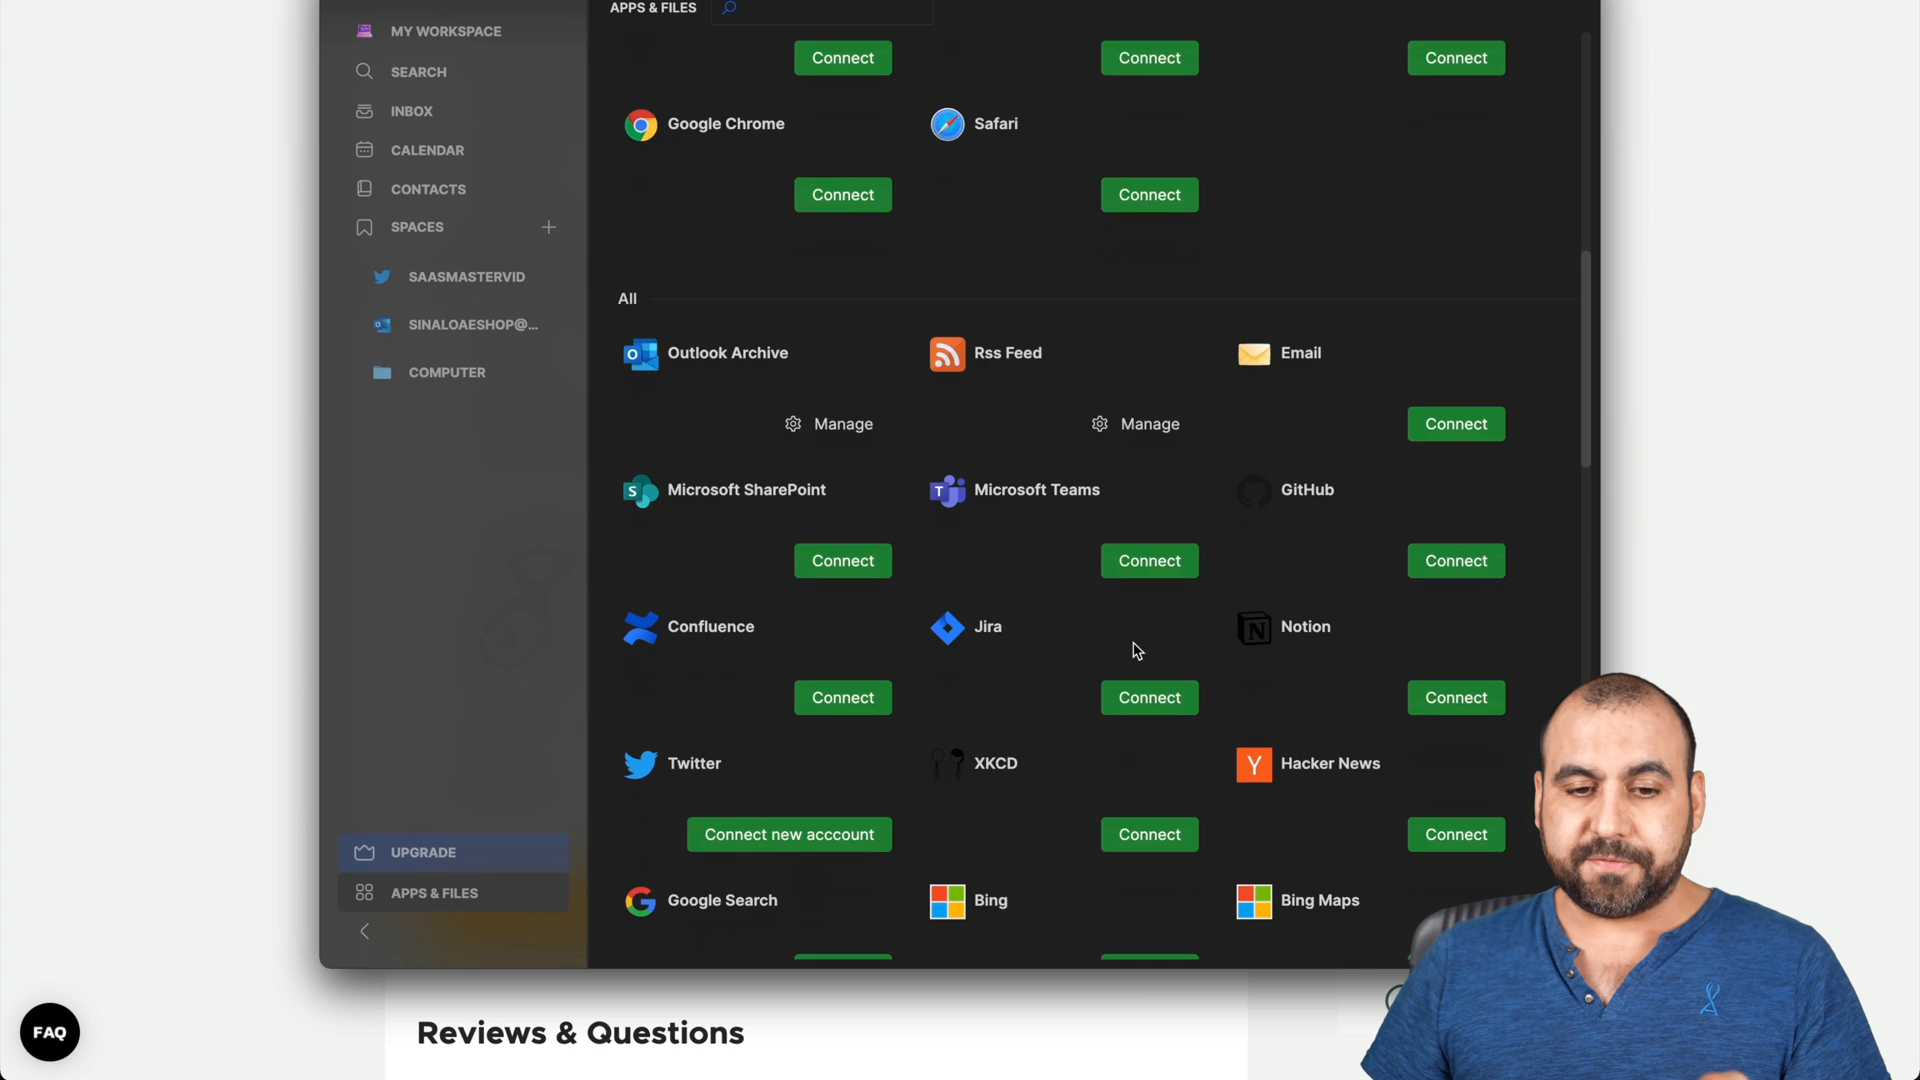 MY WORKSPACE
SEARCH
INBOX
CALENDAR
CONTACTS
SPACES
SAASMASTERVID
SINALOAESHOP@...
COMPUTER
UPGRADE
APPS & FILES
APPS & FILES
Connect Connect Connect
Google Chrome Safari
Connect Connect
All
Outlook Archive Rss Feed Email
Manage Manage Connect
Microsoft SharePoint Microsoft Teams GitHub
Connect Connect Connect
Confluence Jira Notion
Connect Connect Connect
Twitter XKCD Hacker News
Connect new acccount Connect Connect
Google Search Bing Bing Maps
FAQ
Reviews & Questions